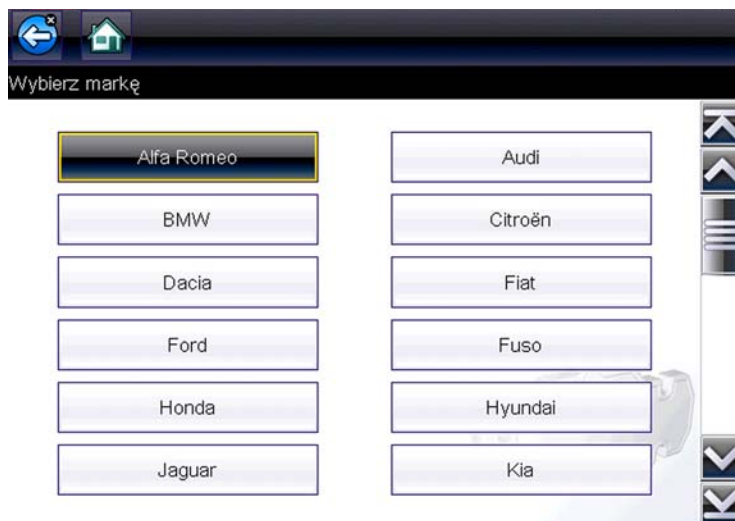 Wybierz markę
Alfa Romeo Audi
BMW Citroën
Dacia Fiat
Ford Fuso
Honda Hyundai
Jaguar Kia